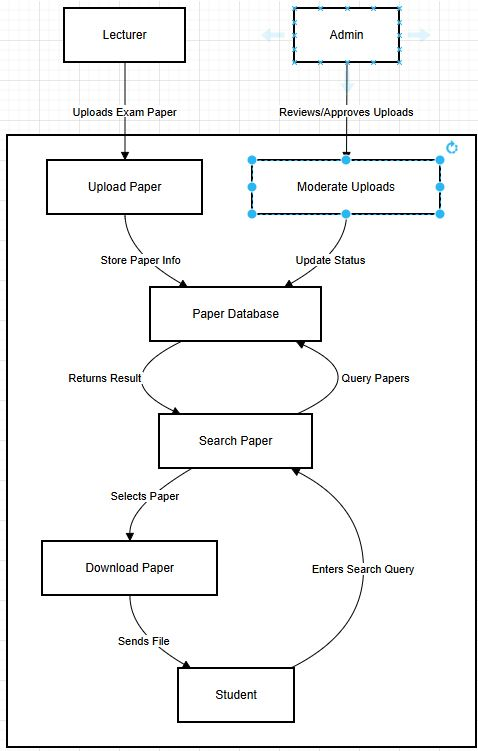 Lecturer
Admin
Uploads Exam Paper
Reviews/Approves Uploads
Upload Paper
Moderate Uploads
Store Paper Info
Update Status
Paper Database
Returns Result
Query Papers
Search Paper
Selects Paper
Download Paper
Enters Search Query
Sends File
Student